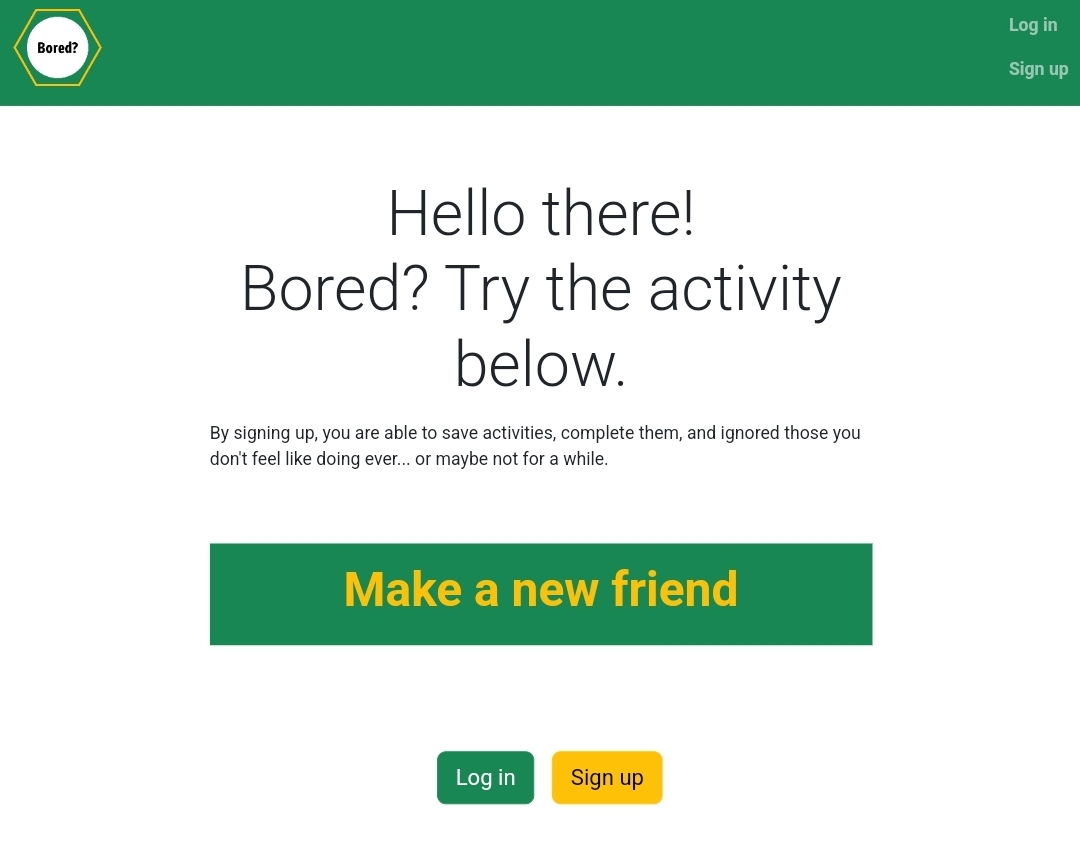 Bored?
Log in
Sign up
Hello there!
Bored? Try the activity
below.
By signing up, you are able to save activities, complete them, and ignored those you
don't feel like doing ever... or maybe not for a while.
Make a new friend
Log in
Sign up